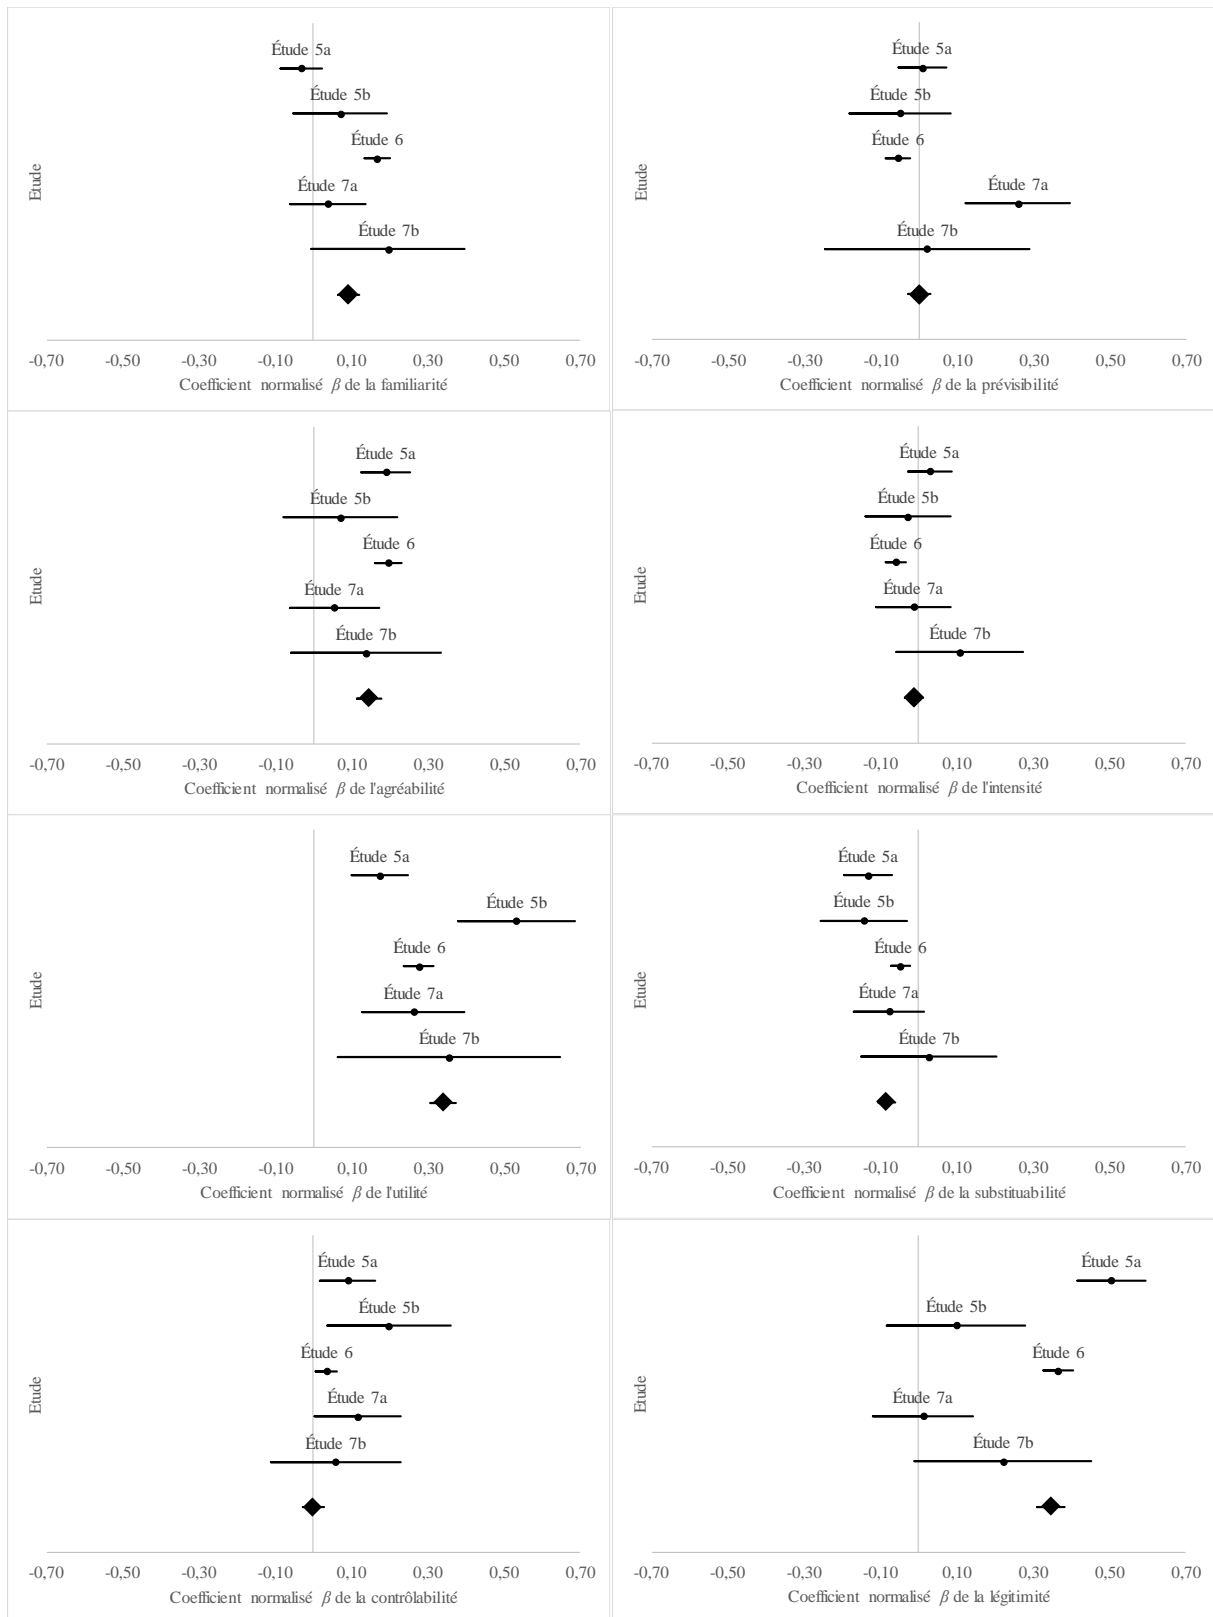 Étude 5a
Étude 5b
Étude 6
Étude 7a
Étude 7b
Etude
-0,70 -0,50 -0,30 -0,10 0,10 0,30 0,50 0,70
Coefficient normalisé β de la familiarité
Étude 5a
Étude 5b
Étude 6
Étude 7a
Étude 7b
Etude
-0,70 -0,50 -0,30 -0,10 0,10 0,30 0,50 0,70
Coefficient normalisé β de la prévisibilité
Étude 5a
Étude 5b
Étude 6
Étude 7a
Étude 7b
Etude
-0,70 -0,50 -0,30 -0,10 0,10 0,30 0,50 0,70
Coefficient normalisé β de l'agréabilité
Étude 5a
Étude 5b
Étude 6
Étude 7a
Étude 7b
Etude
-0,70 -0,50 -0,30 -0,10 0,10 0,30 0,50 0,70
Coefficient normalisé β de l'intensité
Étude 5a
Étude 5b
Étude 6
Étude 7a
Étude 7b
Etude
-0,70 -0,50 -0,30 -0,10 0,10 0,30 0,50 0,70
Coefficient normalisé β de l'utilité
Étude 5a
Étude 5b
Étude 6
Étude 7a
Étude 7b
Etude
-0,70 -0,50 -0,30 -0,10 0,10 0,30 0,50 0,70
Coefficient normalisé β de la substituabilité
Étude 5a
Étude 5b
Étude 6
Étude 7a
Étude 7b
Etude
-0,70 -0,50 -0,30 -0,10 0,10 0,30 0,50 0,70
Coefficient normalisé β de la contrôlabilité
Étude 5a
Étude 5b
Étude 6
Étude 7a
Étude 7b
Etude
-0,70 -0,50 -0,30 -0,10 0,10 0,30 0,50 0,70
Coefficient normalisé β de la légitimité